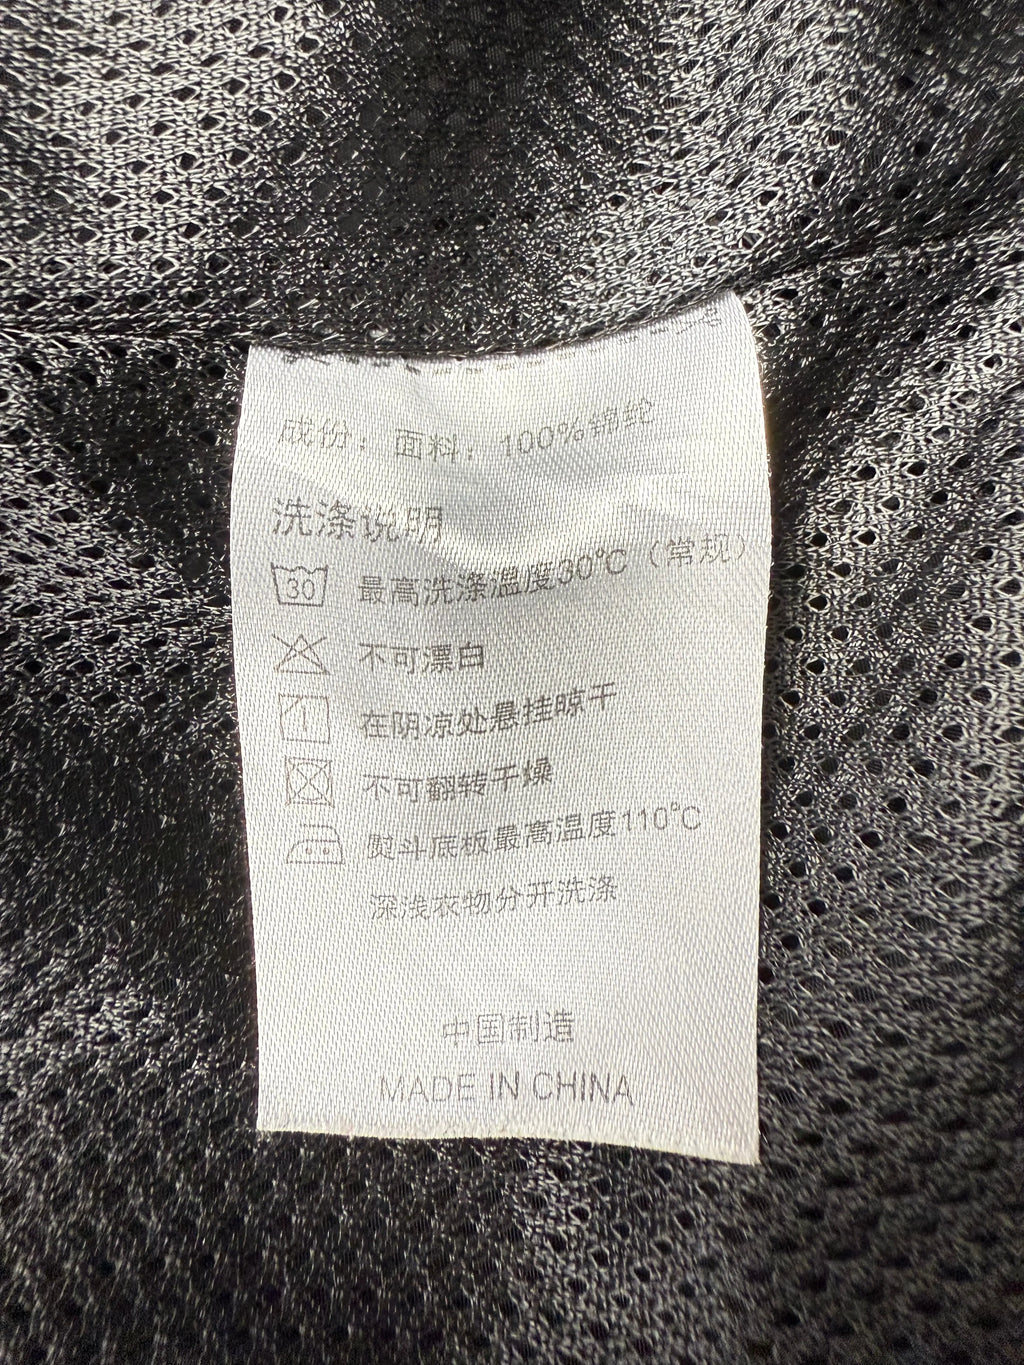 成份：面料：100%锦纶
洗涤说明
30 最高洗涤温度30℃（常规）
不可漂白
在阴凉处悬挂晾干
不可翻转干燥
熨斗底板最高温度110℃
深浅衣物分开洗涤
中国制造
MADE IN CHINA